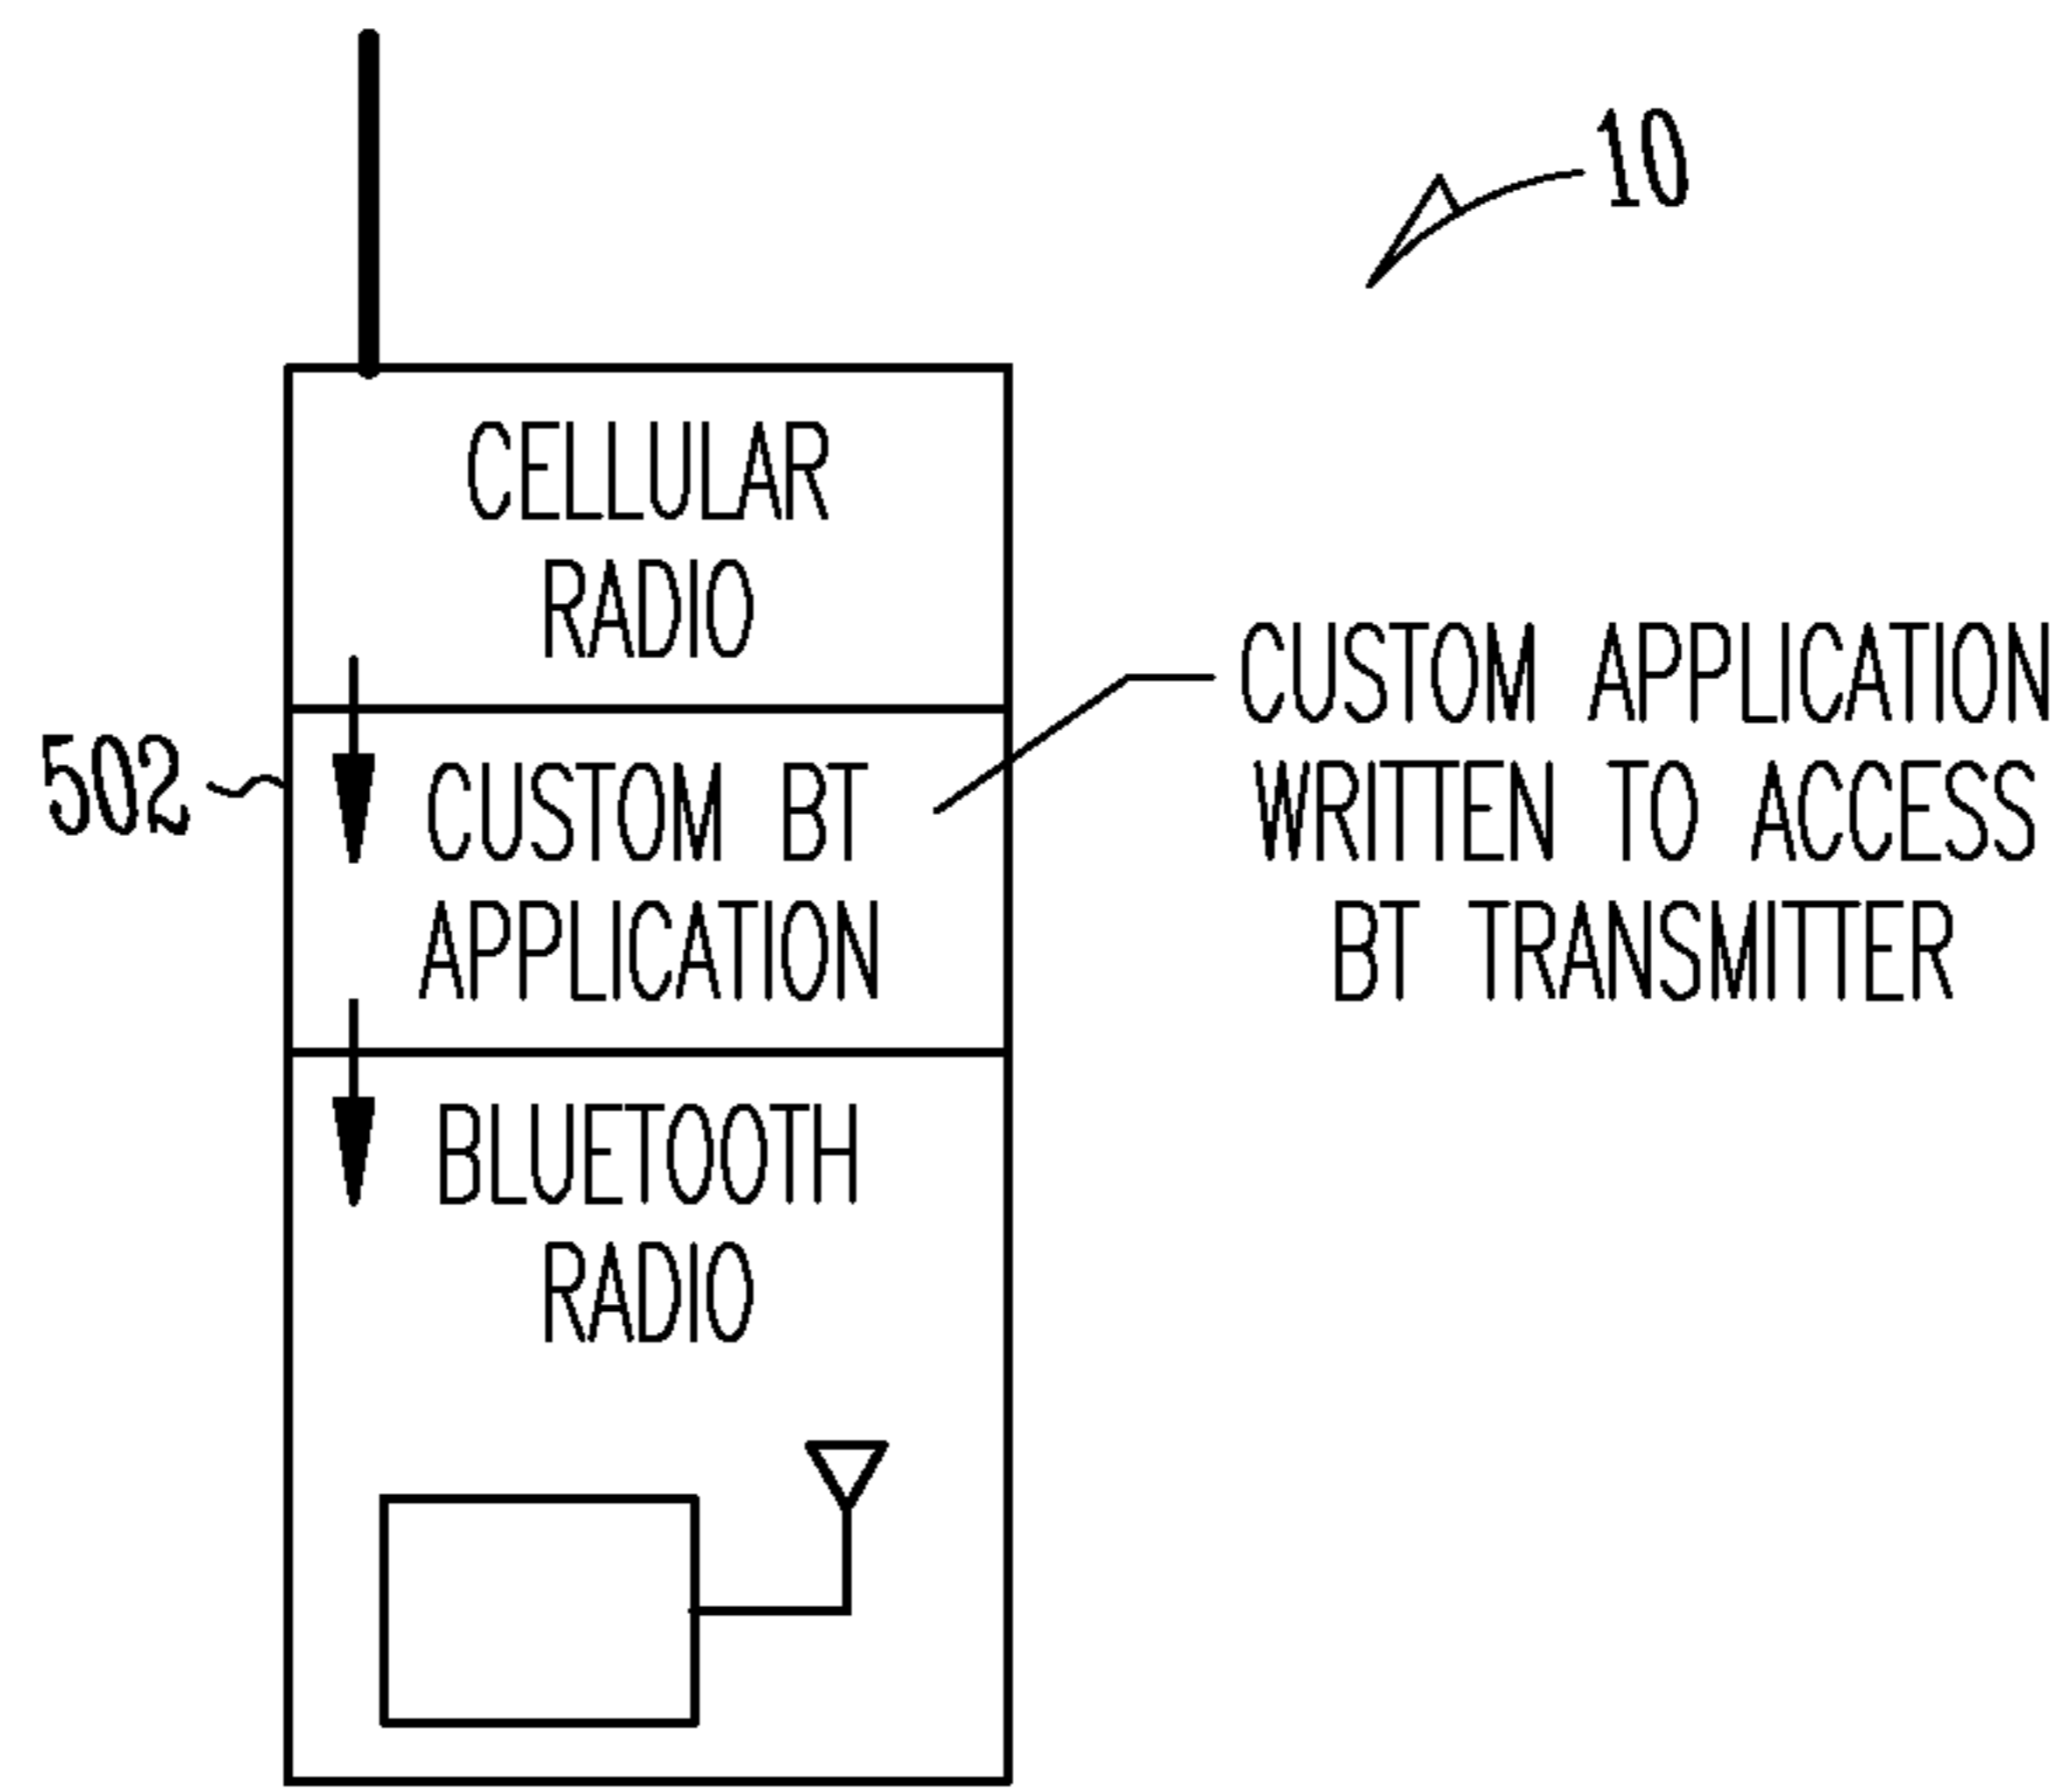 10
CELLULAR
RADIO
502
CUSTOM BT
APPLICATION
CUSTOM APPLICATION
WRITTEN TO ACCESS
BT TRANSMITTER
BLUETOOTH
RADIO